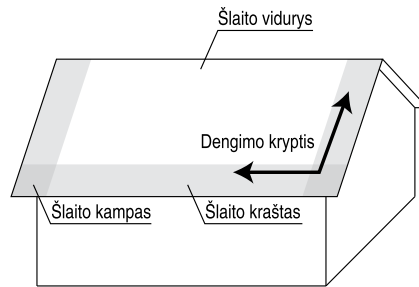 Šlaito vidurys
Dengimo kryptis
Šlaito kampas
Šlaito kraštas